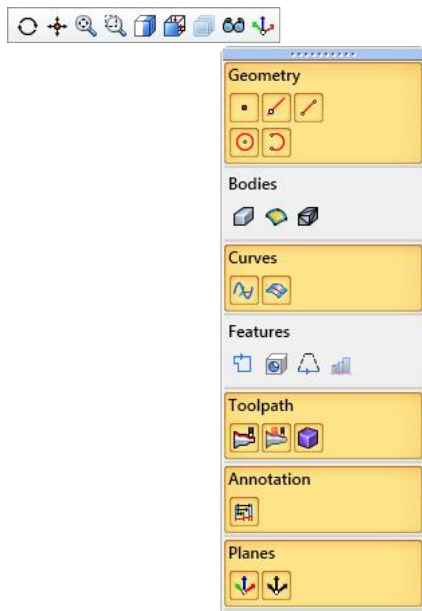 Geometry
Bodies
Curves
Features
Toolpath
Annotation
Planes